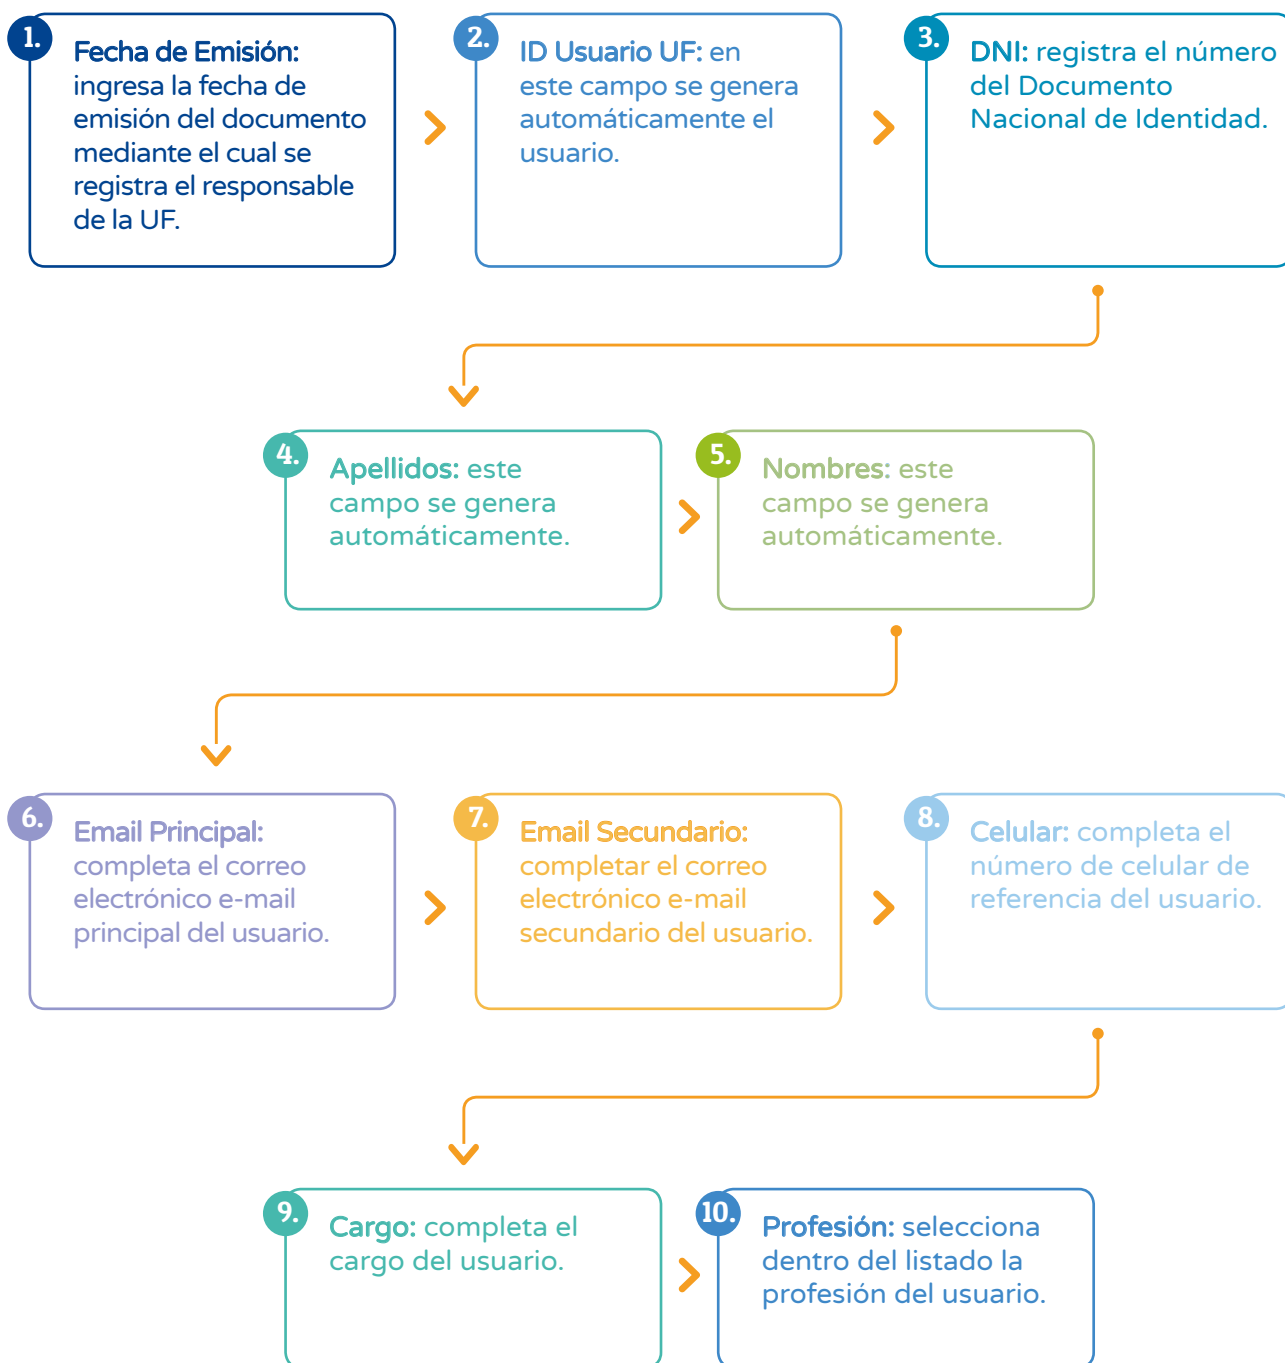 1.
Fecha de Emisión:
ingresa la fecha de
emisión del documento
mediante el cual se
registra el responsable
de la UF.
2.
ID Usuario UF: en
este campo se genera
automáticamente el
usuario.
3.
DNI: registra el número
del Documento
Nacional de Identidad.
4.
Apellidos: este
campo se genera
automáticamente.
5.
Nombres: este
campo se genera
automáticamente.
6.
Email Principal:
completa el correo
electrónico e-mail
principal del usuario.
7.
Email Secundario:
completar el correo
electrónico e-mail
secundario del usuario.
8.
Celular: completa el
número de celular de
referencia del usuario.
9.
Cargo: completa el
cargo del usuario.
10.
Profesión: selecciona
dentro del listado la
profesión del usuario.